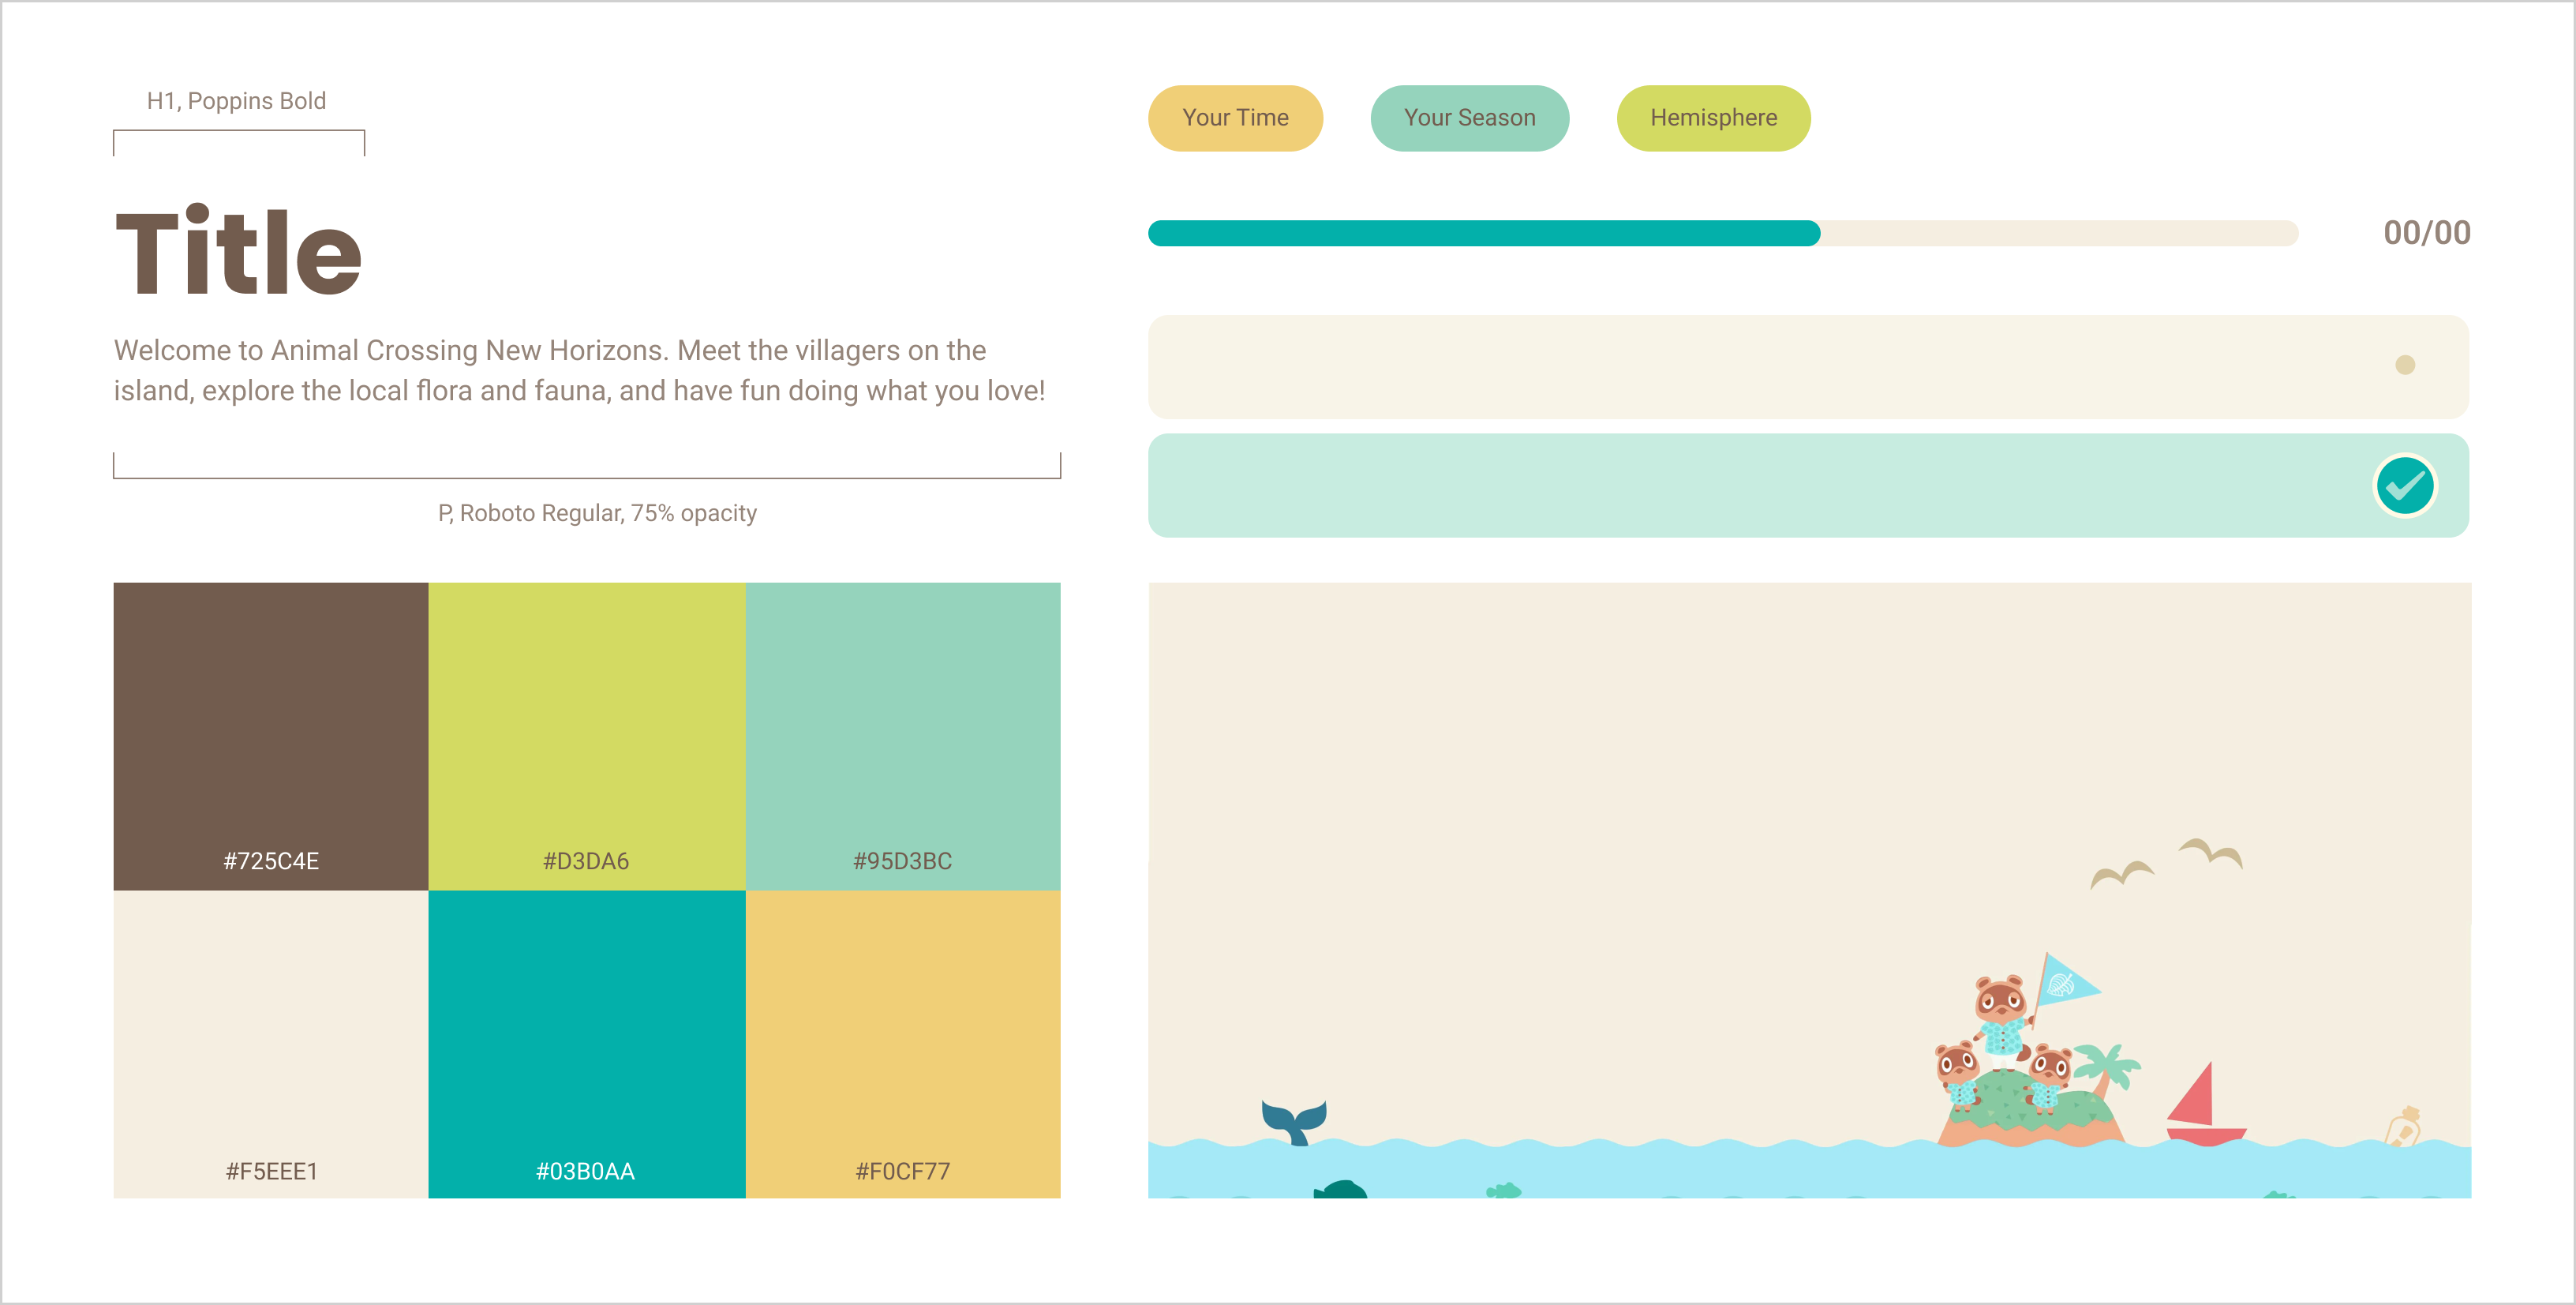 H1, Poppins Bold
Title
Welcome to Animal Crossing New Horizons. Meet the villagers on the
island, explore the local flora and fauna, and have fun doing what you love!
P, Roboto Regular, 75% opacity
#725C4E
#D3DA6
#95D3BC
#F5EEE1
#03B0AA
#F0CF77
Your Time
Your Season
Hemisphere
00/00